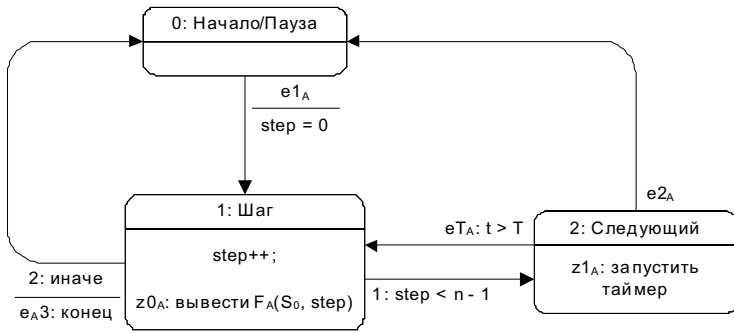 0: Начало/Пауза
e1A
step = 0
e2A
1: Шаг
eTA: t > T
2: Следующий
step++;
2: иначе
z1A: запустить
таймер
1: step < n - 1
eA3: конец
z0A: вывести FA(S0, step)